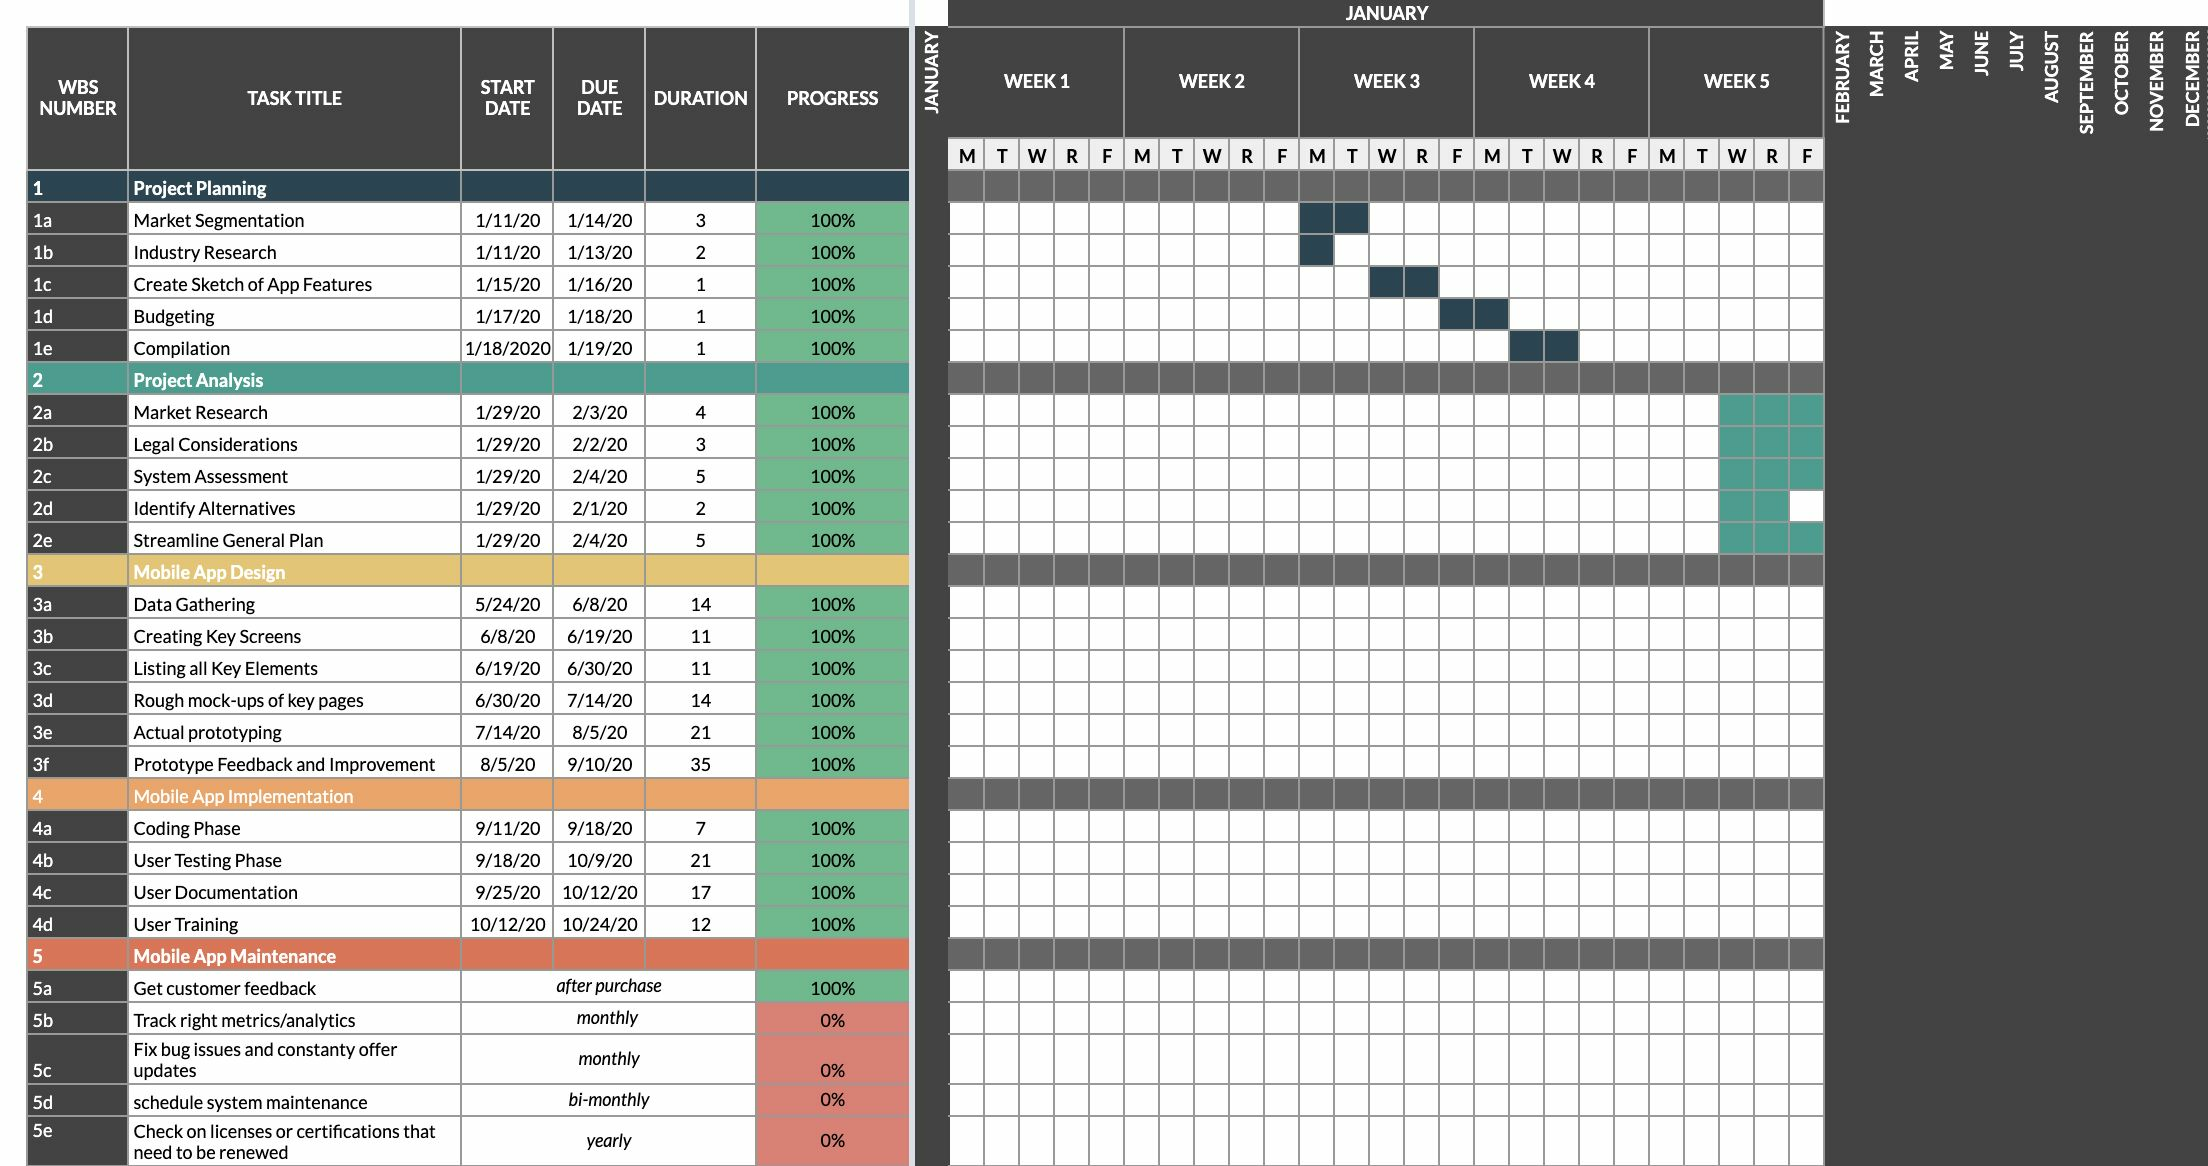 JANUARY
WBS NUMBER TASK TITLE START DATE DUE DATE DURATION PROGRESS JANUARY WEEK 1 WEEK 2 WEEK 3 WEEK 4 WEEK 5 FEBRUARY MARCH APRIL MAY JUNE JULY AUGUST SEPTEMBER OCTOBER NOVEMBER DECEMBER
M T W R F M T W R F M T W R F M T W R F M T W R F
1 Project Planning
1a Market Segmentation 1/11/20 1/14/20 3 100%
1b Industry Research 1/11/20 1/13/20 2 100%
1c Create Sketch of App Features 1/15/20 1/16/20 1 100%
1d Budgeting 1/17/20 1/18/20 1 100%
1e Compilation 1/18/2020 1/19/20 1 100%
2 Project Analysis
2a Market Research 1/29/20 2/3/20 4 100%
2b Legal Considerations 1/29/20 2/2/20 3 100%
2c System Assessment 1/29/20 2/4/20 5 100%
2d Identify Alternatives 1/29/20 2/1/20 2 100%
2e Streamline General Plan 1/29/20 2/4/20 5 100%
3 Mobile App Design
3a Data Gathering 5/24/20 6/8/20 14 100%
3b Creating Key Screens 6/8/20 6/19/20 11 100%
3c Listing all Key Elements 6/19/20 6/30/20 11 100%
3d Rough mock-ups of key pages 6/30/20 7/14/20 14 100%
3e Actual prototyping 7/14/20 8/5/20 21 100%
3f Prototype Feedback and Improvement 8/5/20 9/10/20 35 100%
4 Mobile App Implementation
4a Coding Phase 9/11/20 9/18/20 7 100%
4b User Testing Phase 9/18/20 10/9/20 21 100%
4c User Documentation 9/25/20 10/12/20 17 100%
4d User Training 10/12/20 10/24/20 12 100%
5 Mobile App Maintenance
5a Get customer feedback after purchase 100%
5b Track right metrics/analytics monthly 0%
5c Fix bug issues and constanty offer
updates monthly 0%
5d schedule system maintenance bi-monthly 0%
5e Check on licenses or certifications that
need to be renewed yearly 0%